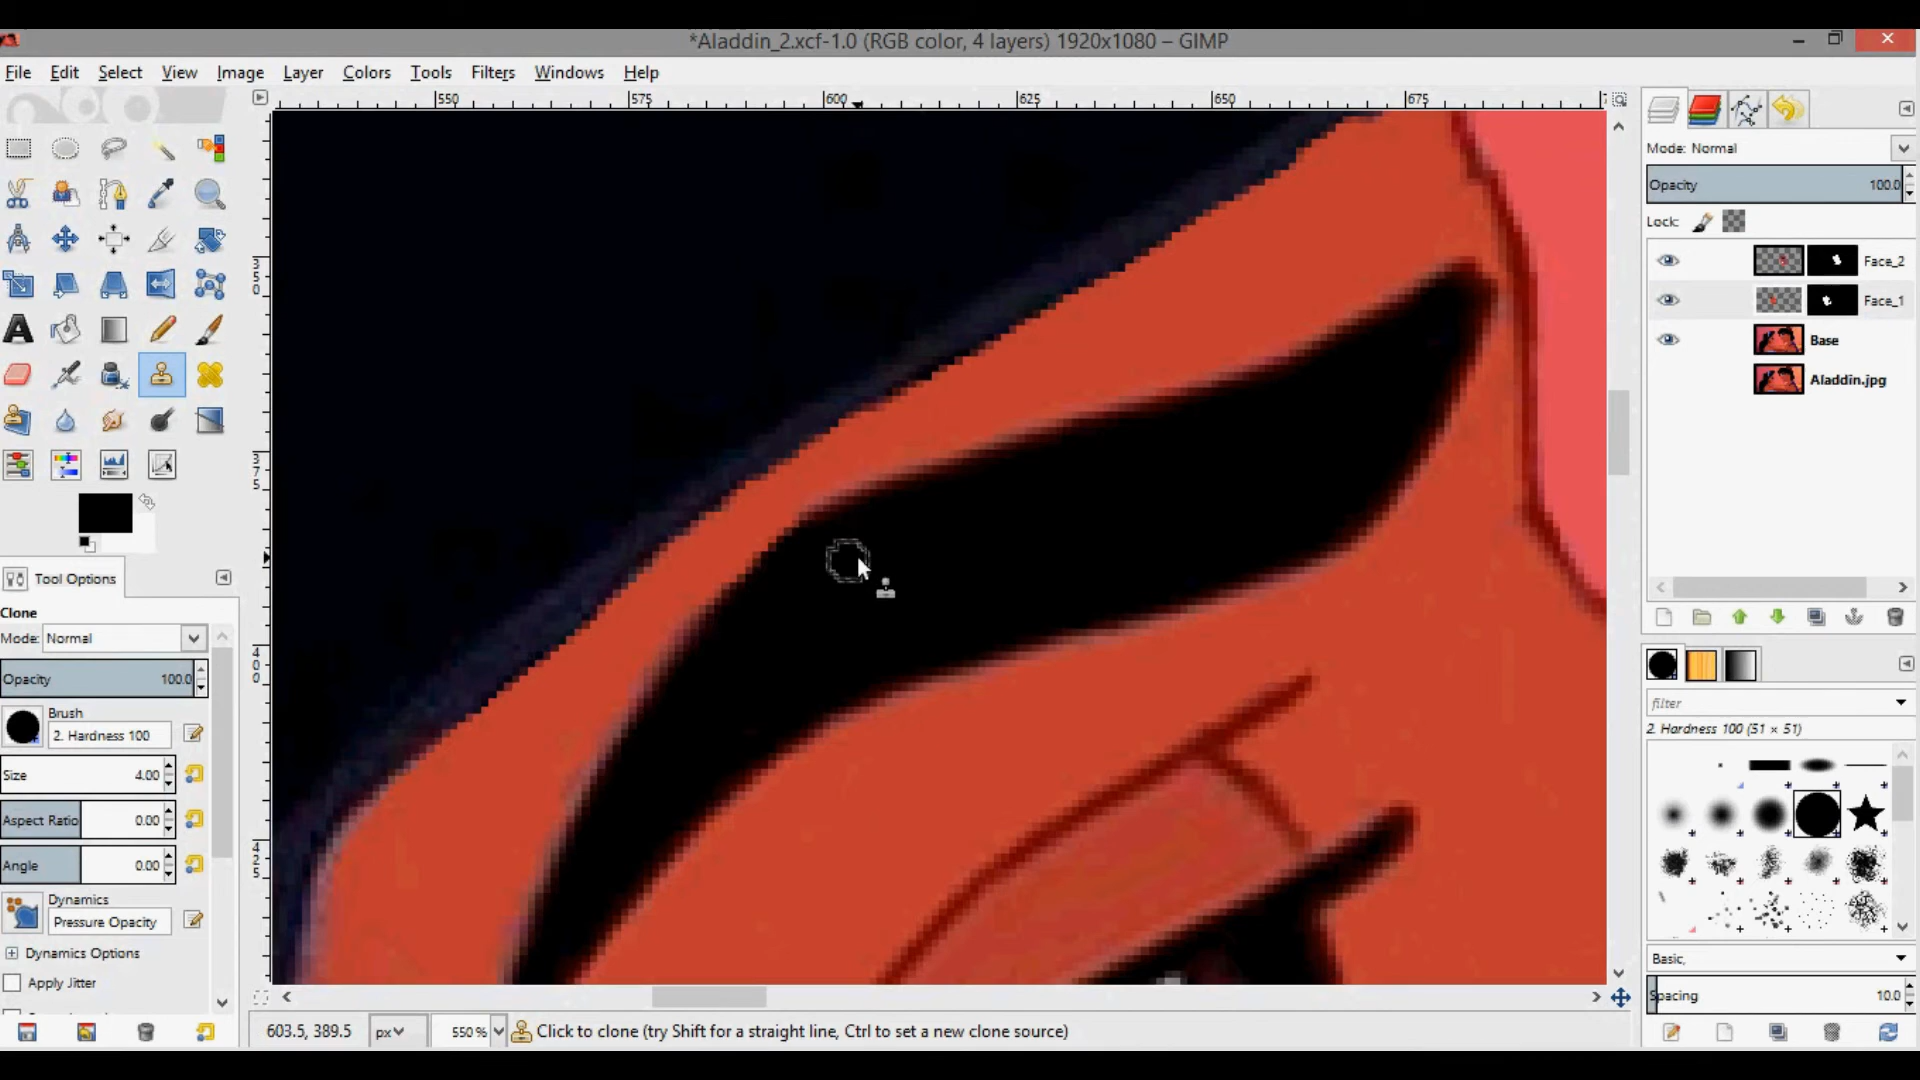 *Aladdin_2.xcf-1.0 (RGB color, 4 layers) 1920x1080 – GIMP
File Edit Select View Image Layer Colors Tools Filters Windows Help
550 575 600 625 650 675
350
375
400
425
Mode: Normal
Opacity 100.0
Lock:
Face_2
Face_1
Base
Aladdin.jpg
Tool Options
Clone
Mode: Normal
Opacity 100.0
Brush
2. Hardness 100
Size 4.00
Aspect Ratio 0.00
Angle 0.00
Dynamics
Pressure Opacity
Dynamics Options
Apply Jitter
filter
2. Hardness 100 (51 × 51)
Basic,
Spacing 10.0
603.5, 389.5 px 550 % Click to clone (try Shift for a straight line, Ctrl to set a new clone source)